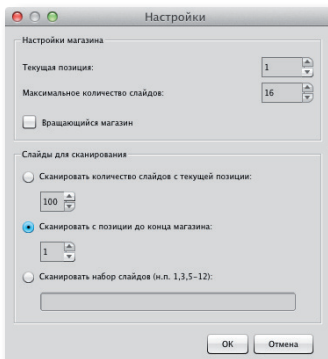 Настройки
Настройки магазина
Текущая позиция: 1
Максимальное количество слайдов: 16
Вращающийся магазин
Слайды для сканирования
Сканировать количество слайдов с текущей позиции:
100
Сканировать с позиции до конца магазина:
1
Сканировать набор слайдов (н.п. 1,3,5-12):
ОК Отмена